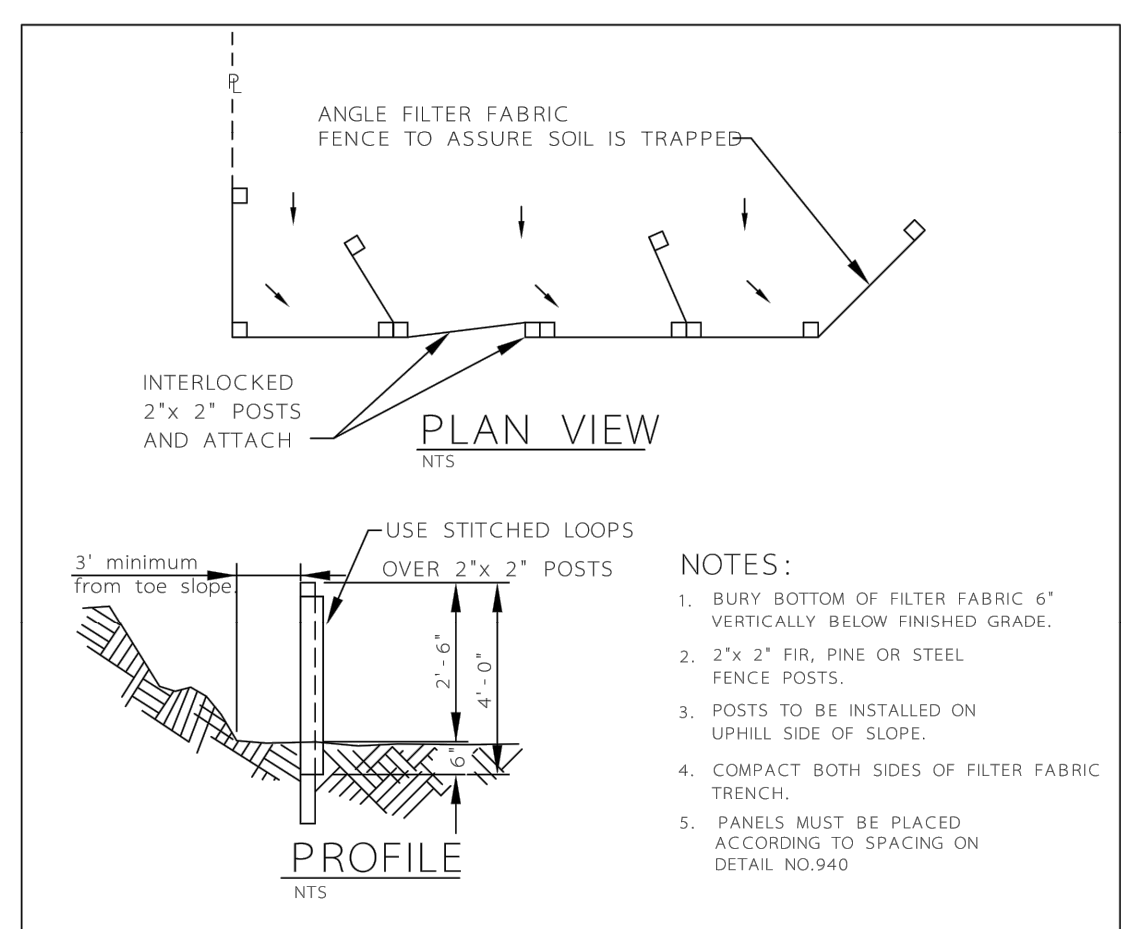 PL
ANGLE FILTER FABRIC
FENCE TO ASSURE SOIL IS TRAPPED
INTERLOCKED
2"x 2" POSTS
AND ATTACH
PLAN VIEW
NTS
USE STITCHED LOOPS
OVER 2"x 2" POSTS
3' minimum
from toe slope.
2'-6"
4'-0"
6"
PROFILE
NTS
NOTES:
1. BURY BOTTOM OF FILTER FABRIC 6"
VERTICALLY BELOW FINISHED GRADE.
2. 2"x 2" FIR, PINE OR STEEL
FENCE POSTS.
3. POSTS TO BE INSTALLED ON
UPHILL SIDE OF SLOPE.
4. COMPACT BOTH SIDES OF FILTER FABRIC
TRENCH.
5. PANELS MUST BE PLACED
ACCORDING TO SPACING ON
DETAIL NO.940